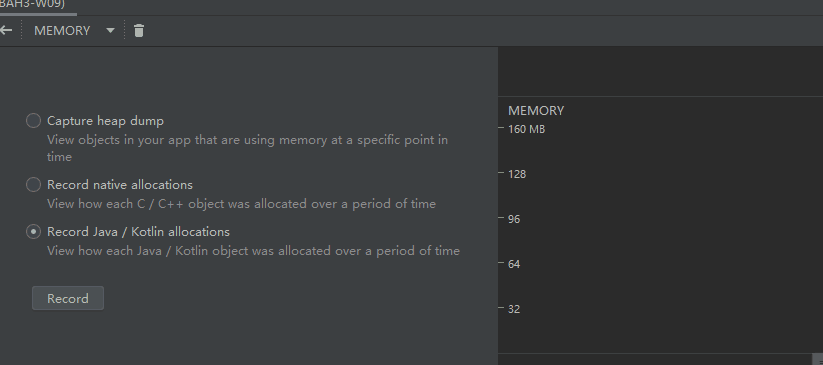 BAH3-W09)
MEMORY
Capture heap dump
View objects in your app that are using memory at a specific point in
time
Record native allocations
View how each C / C++ object was allocated over a period of time
Record Java / Kotlin allocations
View how each Java / Kotlin object was allocated over a period of time
Record
MEMORY
160 MB
128
96
64
32